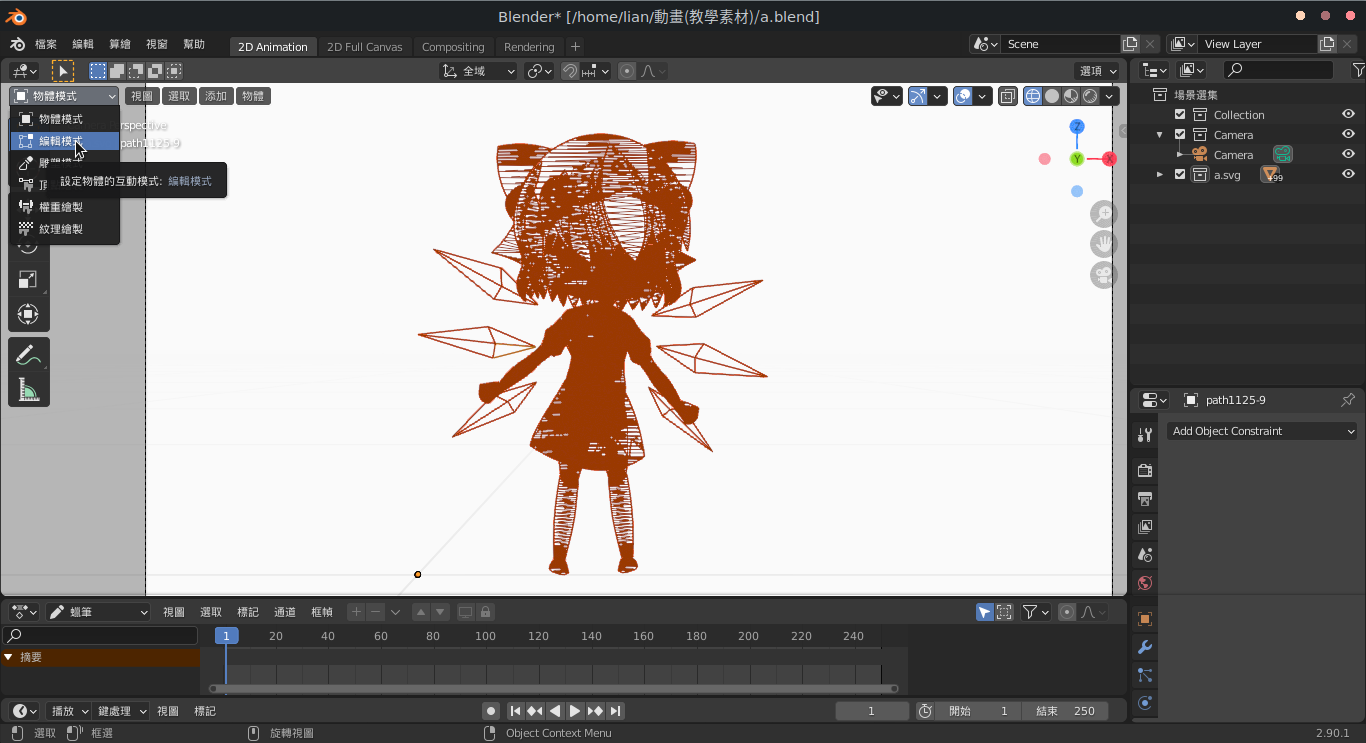 Blender* [/home/lian/動畫(教學素材)/a.blend]
檔案 編輯 算繪 視窗 幫助 2D Animation 2D Full Canvas Compositing Rendering + Scene View Layer
全域 選項
物體模式 視圖 選取 添加 物體
物體模式
編輯模式
path1125-9
設定物體的互動模式: 編輯模式
權重繪製
紋理繪製
Z
Y
X
場景選集
Collection
Camera
Camera
a.svg
path1125-9
Add Object Constraint
蠟筆 視圖 選取 標記 通道 框幀
1 20 40 60 80 100 120 140 160 180 200 220 240
摘要
播放 鍵處理 視圖 標記 1 開始 1 結束 250
選取 框選 旋轉視圖 Object Context Menu 2.90.1